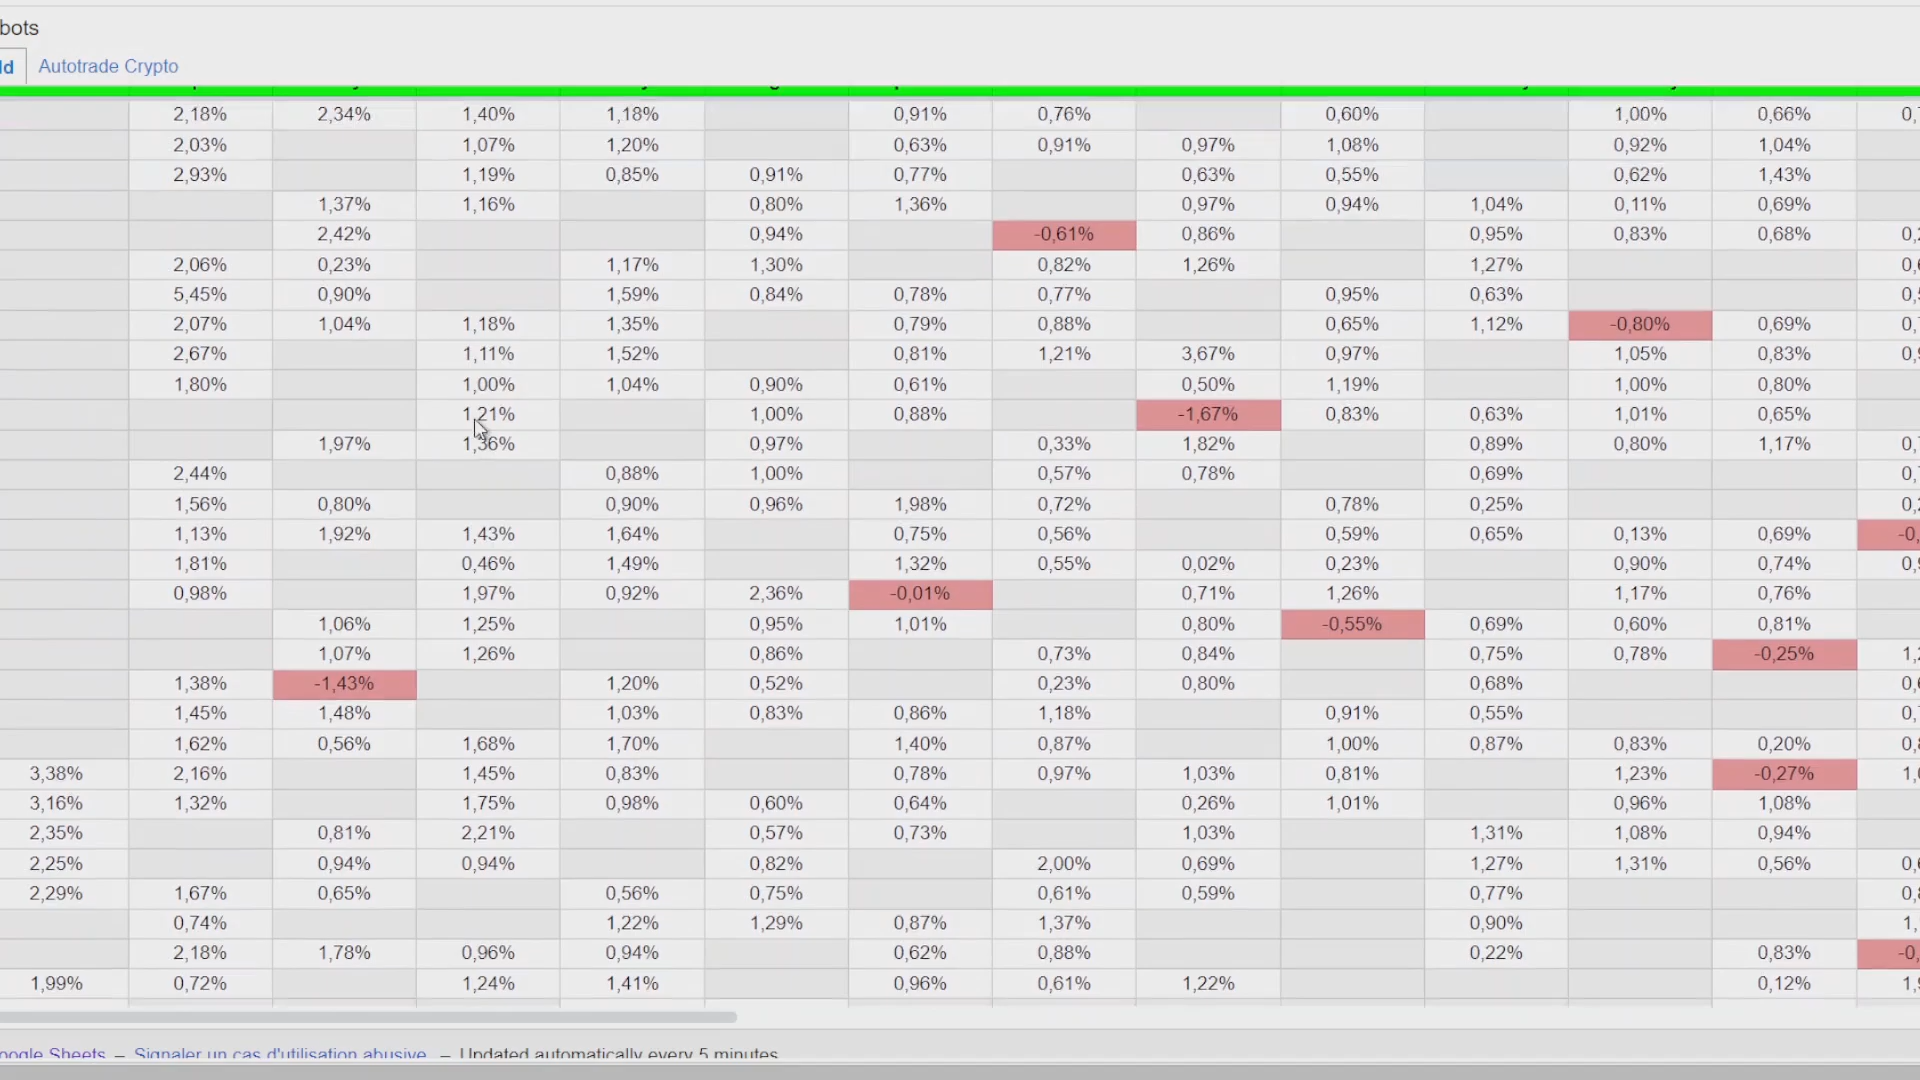 bots
ld Autotrade Crypto
2,18% 2,34% 1,40% 1,18% 0,91% 0,76% 0,60% 1,00% 0,66%
2,03% 1,07% 1,20% 0,63% 0,91% 0,97% 1,08% 0,92% 1,04%
2,93% 1,19% 0,85% 0,91% 0,77% 0,63% 0,55% 0,62% 1,43%
1,37% 1,16% 0,80% 1,36% 0,97% 0,94% 1,04% 0,11% 0,69%
2,42% 0,94% -0,61% 0,86% 0,95% 0,83% 0,68%
2,06% 0,23% 1,17% 1,30% 0,82% 1,26% 1,27%
5,45% 0,90% 1,59% 0,84% 0,78% 0,77% 0,95% 0,63%
2,07% 1,04% 1,18% 1,35% 0,79% 0,88% 0,65% 1,12% -0,80% 0,69%
2,67% 1,11% 1,52% 0,81% 1,21% 3,67% 0,97% 1,05% 0,83%
1,80% 1,00% 1,04% 0,90% 0,61% 0,50% 1,19% 1,00% 0,80%
1,21% 1,00% 0,88% -1,67% 0,83% 0,63% 1,01% 0,65%
1,97% 1,36% 0,97% 0,33% 1,82% 0,89% 0,80% 1,17%
2,44% 0,88% 1,00% 0,57% 0,78% 0,69%
1,56% 0,80% 0,90% 0,96% 1,98% 0,72% 0,78% 0,25%
1,13% 1,92% 1,43% 1,64% 0,75% 0,56% 0,59% 0,65% 0,13% 0,69% -0,
1,81% 0,46% 1,49% 1,32% 0,55% 0,02% 0,23% 0,90% 0,74%
0,98% 1,97% 0,92% 2,36% -0,01% 0,71% 1,26% 1,17% 0,76%
1,06% 1,25% 0,95% 1,01% 0,80% -0,55% 0,69% 0,60% 0,81%
1,07% 1,26% 0,86% 0,73% 0,84% 0,75% 0,78% -0,25%
1,38% -1,43% 1,20% 0,52% 0,23% 0,80% 0,68%
1,45% 1,48% 1,03% 0,83% 0,86% 1,18% 0,91% 0,55%
1,62% 0,56% 1,68% 1,70% 1,40% 0,87% 1,00% 0,87% 0,83% 0,20%
3,38% 2,16% 1,45% 0,83% 0,78% 0,97% 1,03% 0,81% 1,23% -0,27%
3,16% 1,32% 1,75% 0,98% 0,60% 0,64% 0,26% 1,01% 0,96% 1,08%
2,35% 0,81% 2,21% 0,57% 0,73% 1,03% 1,31% 1,08% 0,94%
2,25% 0,94% 0,94% 0,82% 2,00% 0,69% 1,27% 1,31% 0,56%
2,29% 1,67% 0,65% 0,56% 0,75% 0,61% 0,59% 0,77%
0,74% 1,22% 1,29% 0,87% 1,37% 0,90%
2,18% 1,78% 0,96% 0,94% 0,62% 0,88% 0,22% 0,83% -0,
1,99% 0,72% 1,24% 1,41% 0,96% 0,61% 1,22% 0,12%
oogle Sheets – Signaler un cas d'utilisation abusive – Updated automatically every 5 minutes